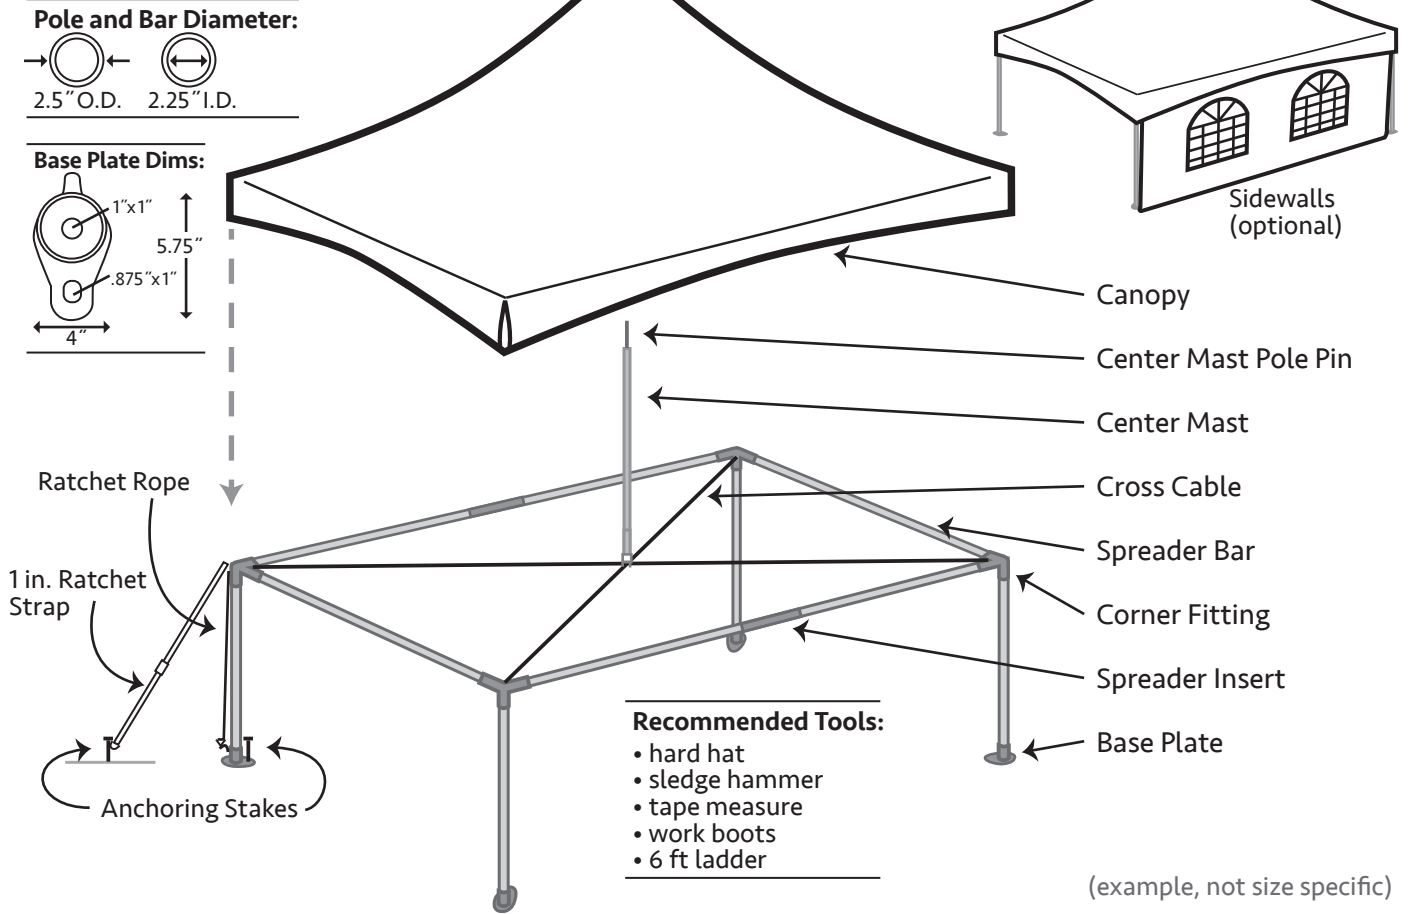 Pole and Bar Diameter:
2.5″O.D. 2.25″I.D.
Base Plate Dims:
1″x1″
5.75″
.875″x1″
4″
Sidewalls
(optional)
Canopy
Center Mast Pole Pin
Center Mast
Cross Cable
Spreader Bar
Corner Fitting
Spreader Insert
Base Plate
Ratchet Rope
1 in. Ratchet
Strap
Anchoring Stakes
Recommended Tools:
• hard hat
• sledge hammer
• tape measure
• work boots
• 6 ft ladder
(example, not size specific)